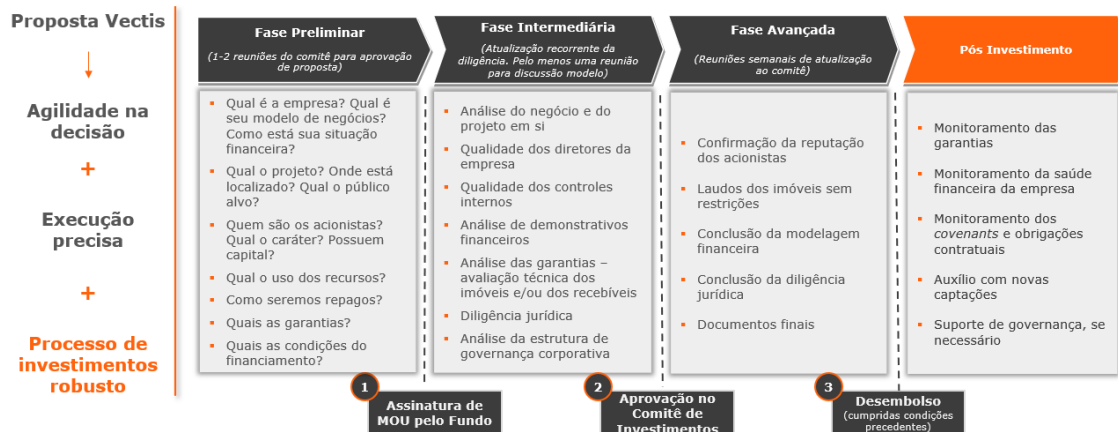 Proposta Vectis
Agilidade na
decisão
+
Execução
precisa
+
Processo de
investimentos
robusto
Fase Preliminar
(1-2 reuniões do comitê para aprovação
de proposta)
Qual é a empresa? Qual é
seu modelo de negócios?
Como está sua situação
financeira?
Qual o projeto? Onde está
localizado? Qual o público
alvo?
Quem são os acionistas?
Qual o caráter? Possuem
capital?
Qual o uso dos recursos?
Como seremos repagos?
Quais as garantias?
Quais as condições do
financiamento?
Fase Intermediária
(Atualização recorrente da
diligência. Pelo menos uma reunião
para discussão modelo)
Análise do negócio e do
projeto em si
Qualidade dos diretores da
empresa
Qualidade dos controles
internos
Análise de demonstrativos
financeiros
Análise das garantias –
avaliação técnica dos
imóveis e/ou dos recebíveis
Diligência jurídica
Análise da estrutura de
governança corporativa
Fase Avançada
(Reuniões semanais de atualização
ao comitê)
Confirmação da reputação
dos acionistas
Laudos dos imóveis sem
restrições
Conclusão da modelagem
financeira
Conclusão da diligência
jurídica
Documentos finais
Pós Investimento
Monitoramento das
garantias
Monitoramento da saúde
financeira da empresa
Monitoramento dos
covenants e obrigações
contratuais
Auxílio com novas
captações
Suporte de governança, se
necessário
1
Assinatura de
MOU pelo Fundo
2
Aprovação no
Comitê de
Investimentos
3
Desembolso
(cumpridas condições
precedentes)